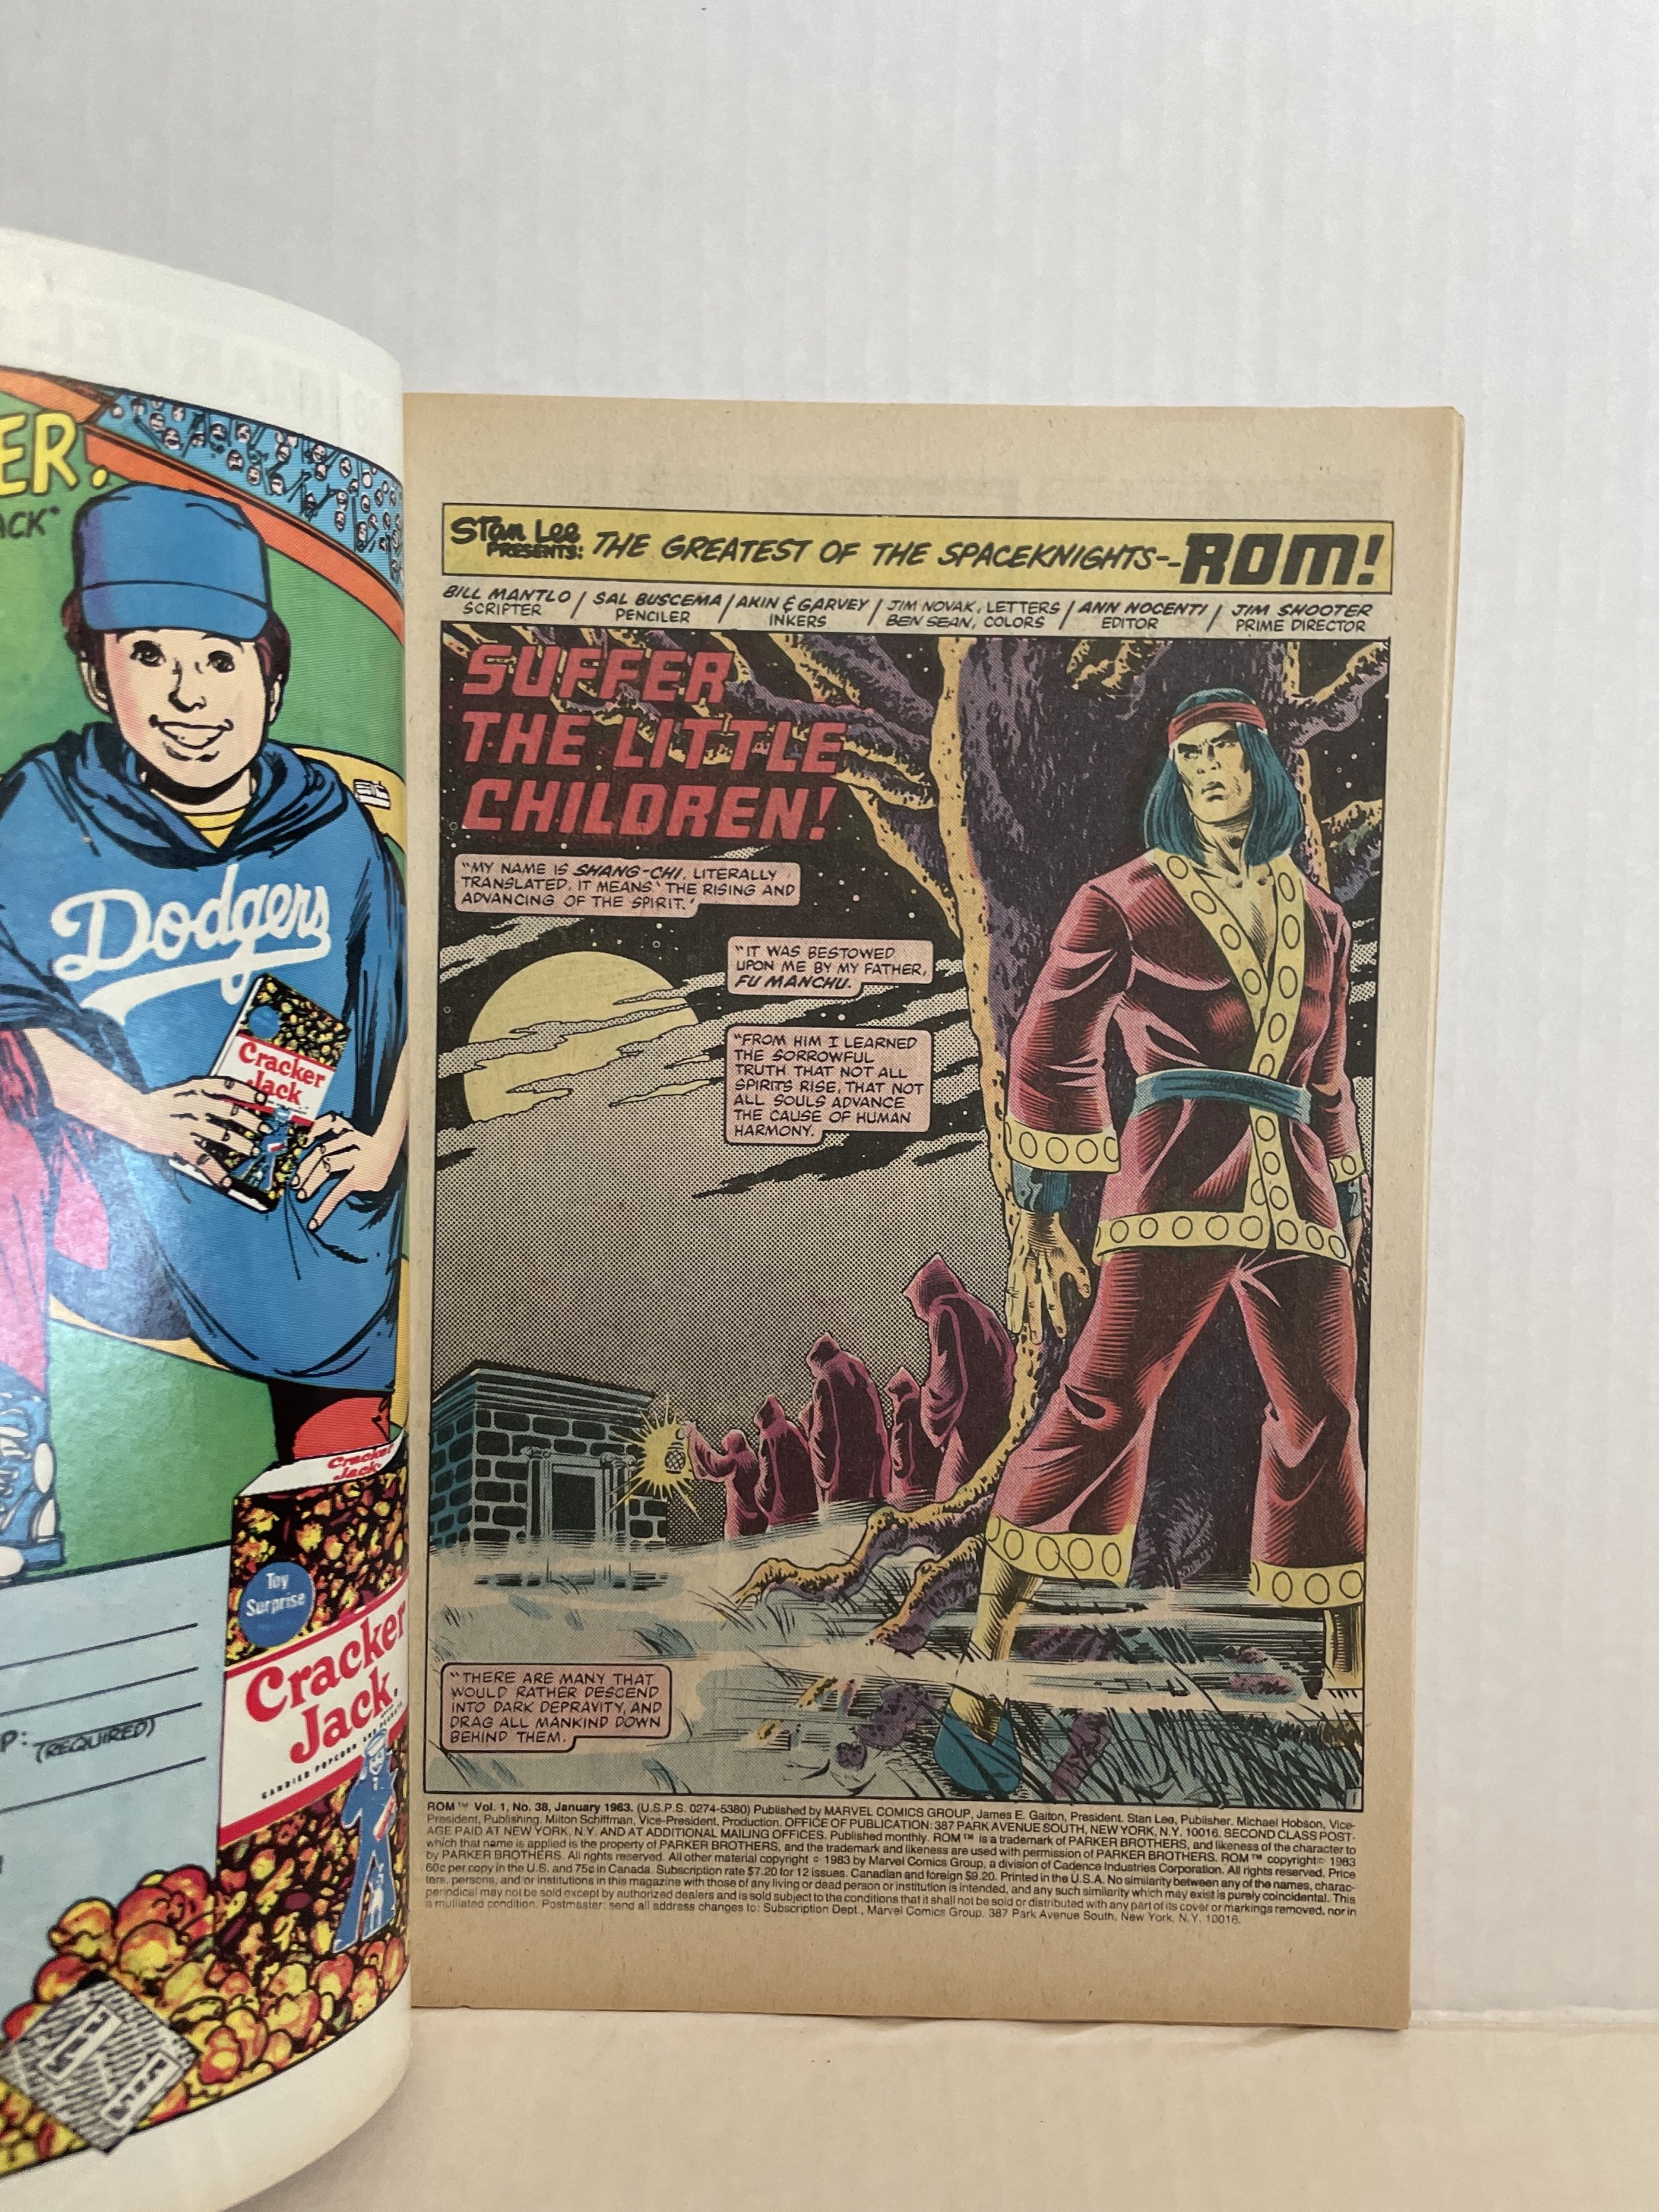 ER!
ACK*
Dodgers
Cracker
Jack
Cracker
Jack
Toy
Surprise
Cracker
Jack
CANDIED POPCORN AND PEANUTS
P: (REQUIRED)
Stan Lee
PRESENTS: THE GREATEST OF THE SPACEKNIGHTS-- ROM!
BILL MANTLO / SAL BUSCEMA / AKIN & GARVEY / JIM NOVAK, LETTERS / ANN NOCENTI / JIM SHOOTER
SCRIPTER PENCILER INKERS BEN SEAN, COLORS EDITOR PRIME DIRECTOR
SUFFER
THE LITTLE
CHILDREN!
"MY NAME IS SHANG-CHI. LITERALLY
TRANSLATED, IT MEANS 'THE RISING AND
ADVANCING OF THE SPIRIT.'
"IT WAS BESTOWED
UPON ME BY MY FATHER,
FU MANCHU.
"FROM HIM I LEARNED
THE SORROWFUL
TRUTH THAT NOT ALL
SPIRITS RISE, THAT NOT
ALL SOULS ADVANCE
THE CAUSE OF HUMAN
HARMONY.
"THERE ARE MANY THAT
WOULD RATHER DESCEND
INTO DARK DEPRAVITY, AND
DRAG ALL MANKIND DOWN
BEHIND THEM.
ROM™ Vol. 1, No. 38, January 1963. (U.S.P.S. 0274-5380) Published by MARVEL COMICS GROUP, James E. Galton, President. Stan Lee, Publisher. Michael Hobson, Vice-
President, Publishing. Milton Schiffman, Vice-President, Production. OFFICE OF PUBLICATION: 387 PARK AVENUE SOUTH, NEW YORK, N.Y. 10016. SECOND CLASS POST-
AGE PAID AT NEW YORK, N.Y. AND AT ADDITIONAL MAILING OFFICES. Published monthly. ROM™ is a trademark of PARKER BROTHERS, and likeness of the character to
which that name is applied is the property of PARKER BROTHERS, and the trademark and likeness are used with permission of PARKER BROTHERS. ROM™ copyright © 1983
by PARKER BROTHERS. All rights reserved. All other material copyright © 1983 by Marvel Comics Group, a division of Cadence Industries Corporation. All rights reserved. Price
60¢ per copy in the U.S. and 75¢ in Canada. Subscription rate $7.20 for 12 issues. Canadian and foreign $9.20. Printed in the U.S.A. No similarity between any of the names, charac-
ters, persons, and/or institutions in this magazine with those of any living or dead person or institution is intended, and any such similarity which may exist is purely coincidental. This
periodical may not be sold except by authorized dealers and is sold subject to the conditions that it shall not be sold or distributed with any part of its cover or markings removed, nor in
a mutilated condition. Postmaster: send all address changes to: Subscription Dept., Marvel Comics Group, 387 Park Avenue South, New York, N.Y. 10016.